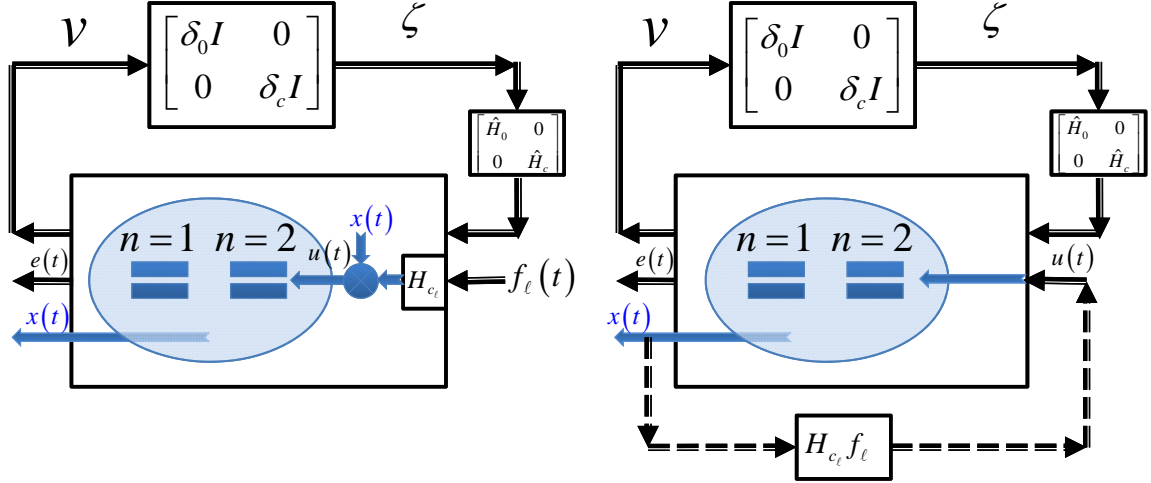 ν ζ
δ₀I 0
0 δ_cI
Ĥ₀ 0
0 Ĥ_c
n = 1 n = 2
x(t)
u(t)
e(t)
H_{c_ℓ}
f_ℓ(t)
x(t)
ν ζ
δ₀I 0
0 δ_cI
Ĥ₀ 0
0 Ĥ_c
n = 1 n = 2
e(t)
u(t)
x(t)
H_{c_ℓ} f_ℓ